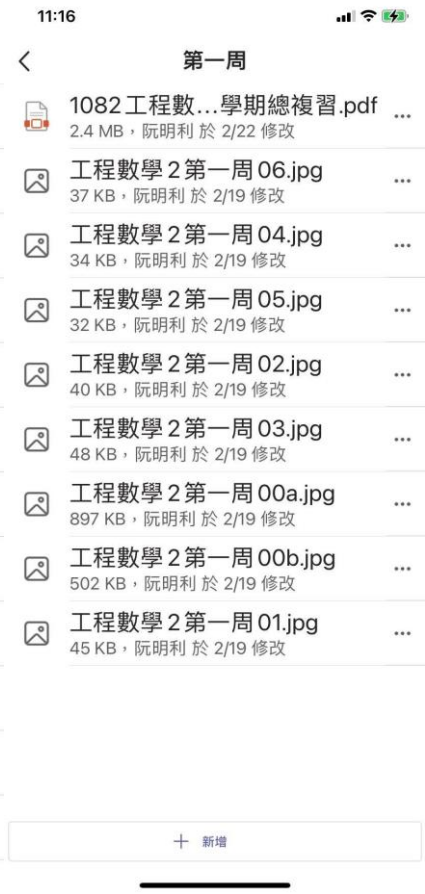 11:16
第一周
1082工程數...學期總複習.pdf
2.4 MB，阮明利 於 2/22 修改
工程數學2第一周06.jpg
37 KB，阮明利 於 2/19 修改
工程數學2第一周04.jpg
34 KB，阮明利 於 2/19 修改
工程數學2第一周05.jpg
32 KB，阮明利 於 2/19 修改
工程數學2第一周02.jpg
40 KB，阮明利 於 2/19 修改
工程數學2第一周03.jpg
48 KB，阮明利 於 2/19 修改
工程數學2第一周00a.jpg
897 KB，阮明利 於 2/19 修改
工程數學2第一周00b.jpg
502 KB，阮明利 於 2/19 修改
工程數學2第一周01.jpg
45 KB，阮明利 於 2/19 修改
新增